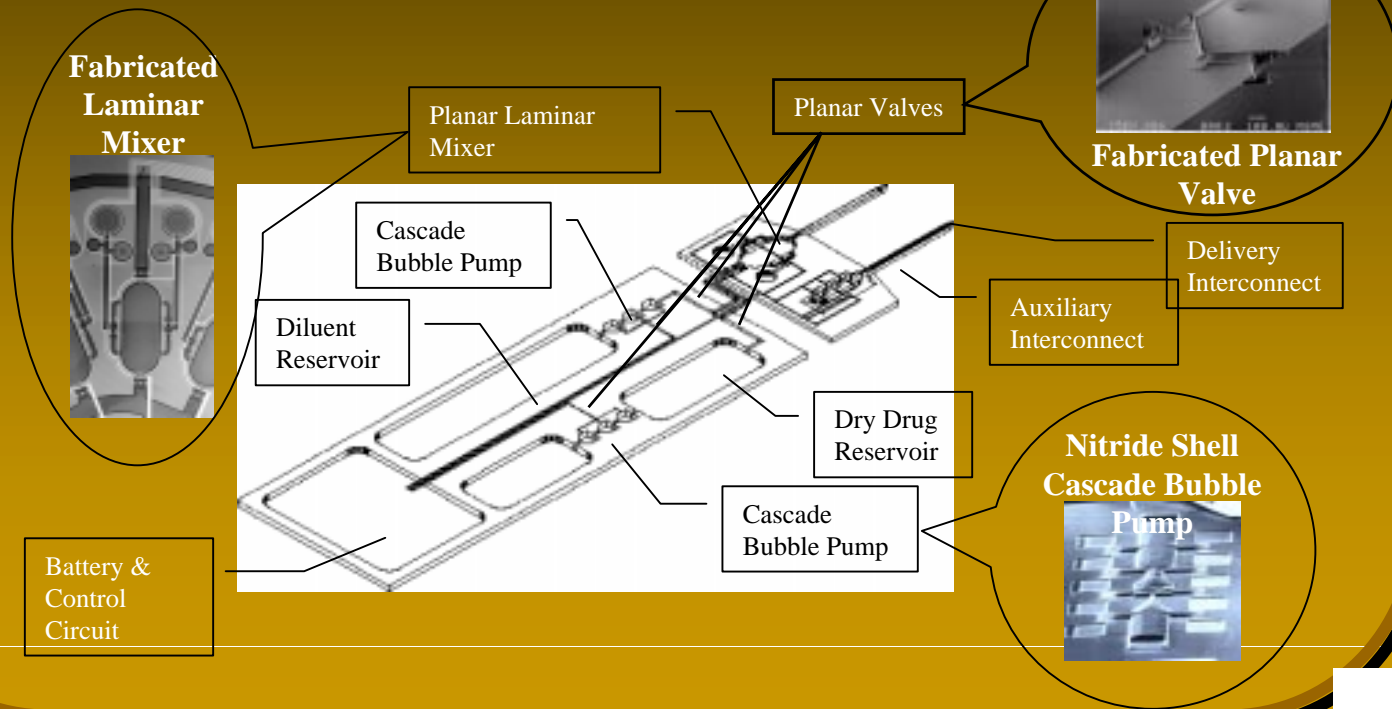 Fabricated
Laminar
Mixer
Planar Laminar
Mixer
Planar Valves
Fabricated Planar
Valve
Cascade
Bubble Pump
Delivery
Interconnect
Auxiliary
Interconnect
Diluent
Reservoir
Dry Drug
Reservoir
Nitride Shell
Cascade Bubble
Pump
Cascade
Bubble Pump
Battery &
Control
Circuit